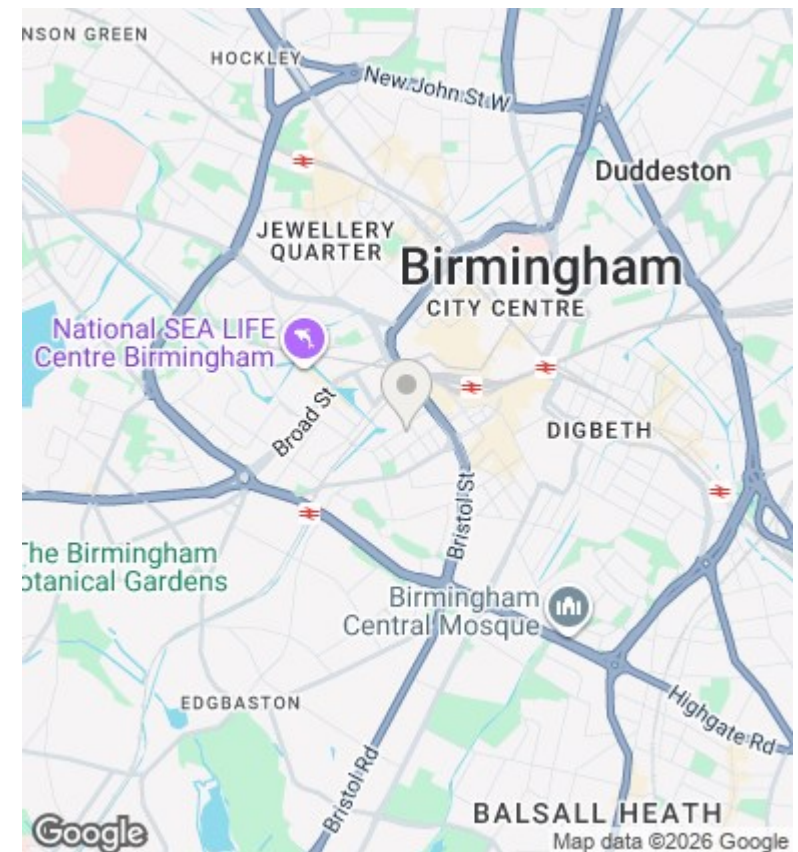 NSON GREEN
HOCKLEY
New John St W
Duddeston
JEWELLERY
QUARTER
Birmingham
CITY CENTRE
National SEA LIFE
Centre Birmingham
Broad St
DIGBETH
Bristol St
The Birmingham
otanical Gardens
Birmingham
Central Mosque
EDGBASTON
Highgate Rd
Bristol Rd
BALSALL HEATH
Google
Map data ©2026 Google